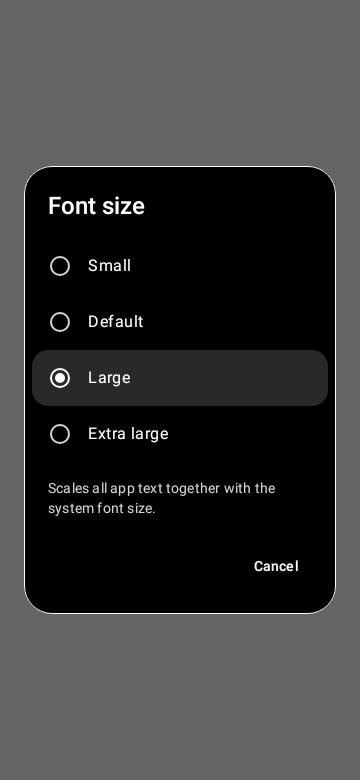 Font size
Small
Default
Large
Extra large
Scales all app text together with the
system font size.
Cancel